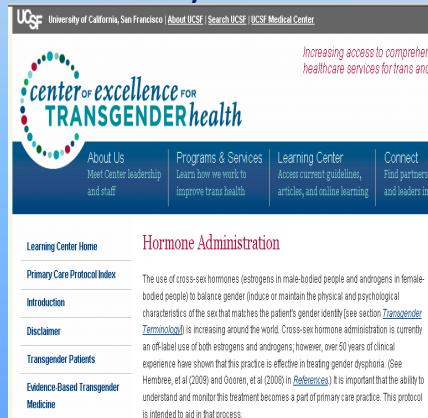 UCSF University of California, San Francisco | About UCSF | Search UCSF | UCSF Medical Center
Increasing access to comprehen
healthcare services for trans and
center OF excellence FOR
TRANSGENDER health
About Us
Meet Center leadership
and staff
Programs & Services
Learn how we work to
improve trans health
Learning Center
Access current guidelines,
articles, and online learning
Connect
Find partners
and leaders in
Learning Center Home
Primary Care Protocol Index
Introduction
Disclaimer
Transgender Patients
Evidence-Based Transgender
Medicine
Hormone Administration
The use of cross-sex hormones (estrogens in male-bodied people and androgens in female-
bodied people) to balance gender (induce or maintain the physical and psychological
characteristics of the sex that matches the patient's gender identity [see section Transgender
Terminology]) is increasing around the world. Cross-sex hormone administration is currently
an off-label use of both estrogens and androgens; however, over 50 years of clinical
experience have shown that this practice is effective in treating gender dysphoria. (See
Hembree, et al (2009) and Gooren, et al (2008) in References.) It is important that the ability to
understand and monitor this treatment becomes a part of primary care practice. This protocol
is intended to aid in that process.